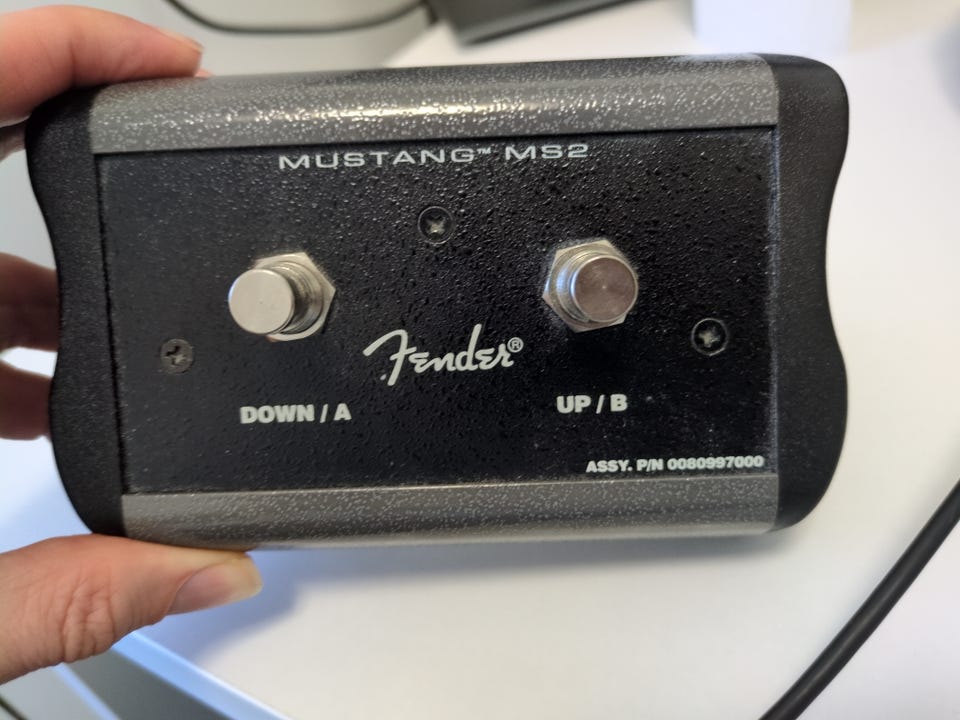 MUSTANG™ MS2
Fender®
DOWN / A
UP / B
ASSY. P/N 0080997000